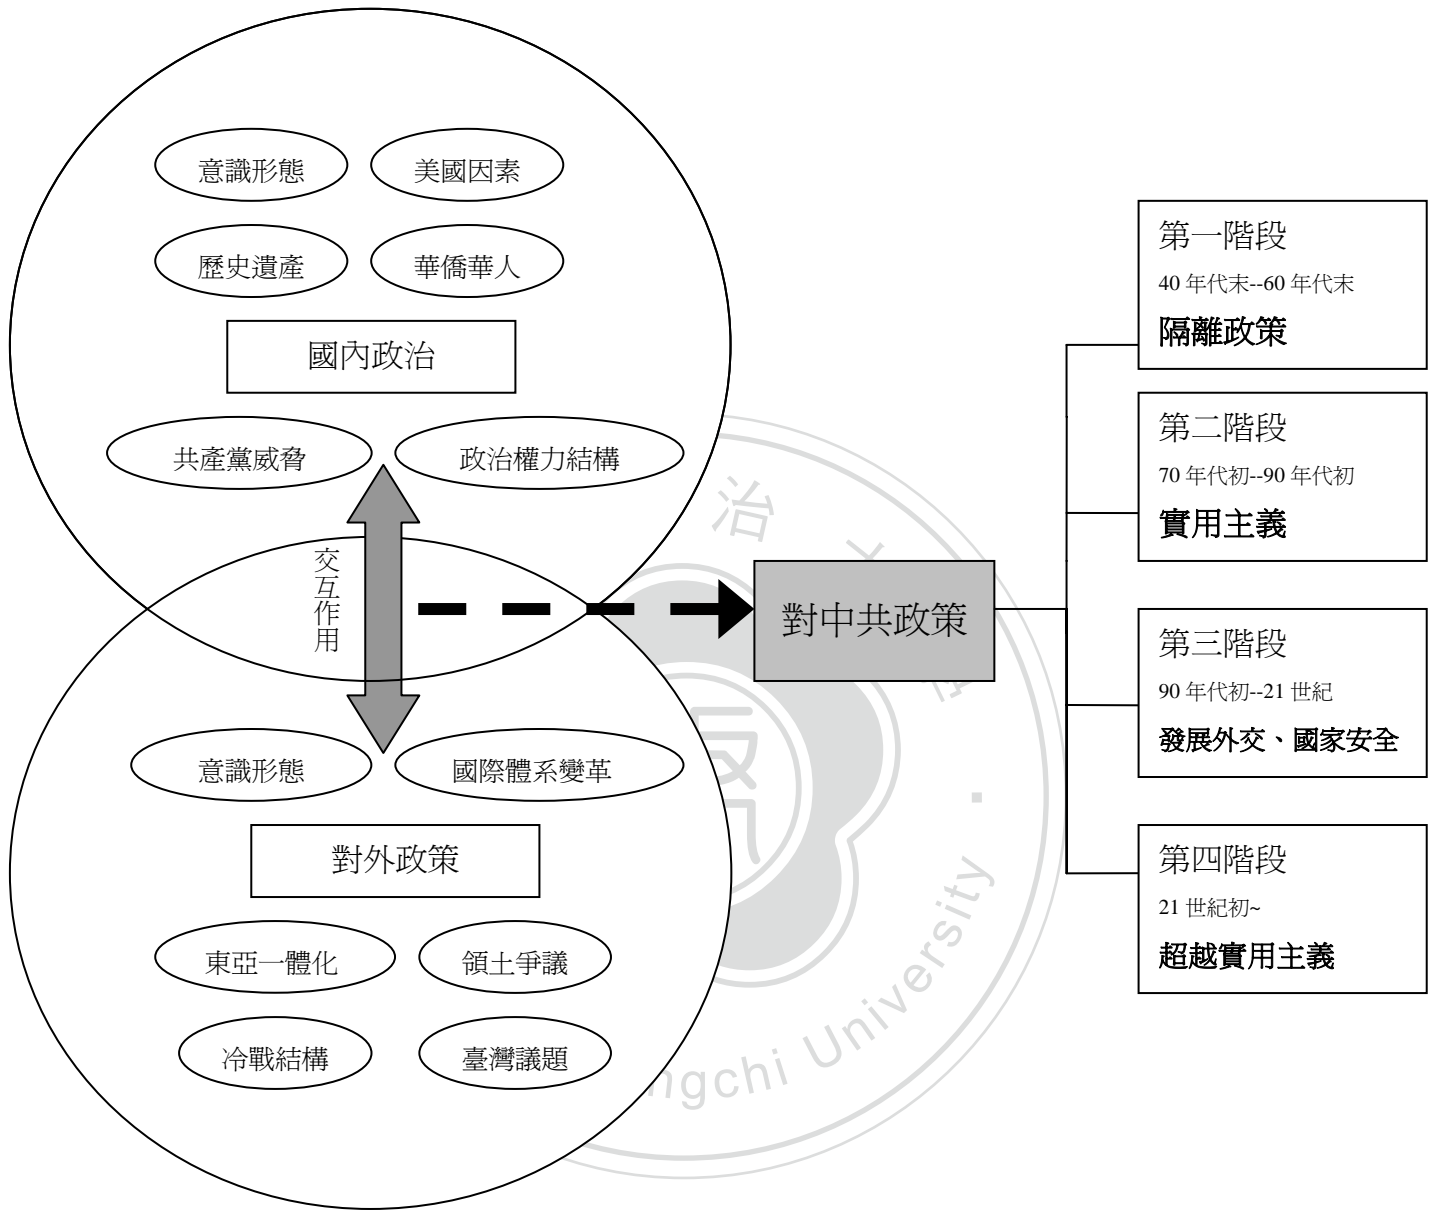 意識形態
美國因素
歷史遺產
華僑華人
國內政治
共產黨威脅
政治權力結構
交互作用
意識形態
國際體系變革
對外政策
東亞一體化
領土爭議
冷戰結構
臺灣議題
對中共政策
第一階段
40 年代末--60 年代末
隔離政策
第二階段
70 年代初--90 年代初
實用主義
第三階段
90 年代初--21 世紀
發展外交、國家安全
第四階段
21 世紀初~
超越實用主義
治
ngchi University